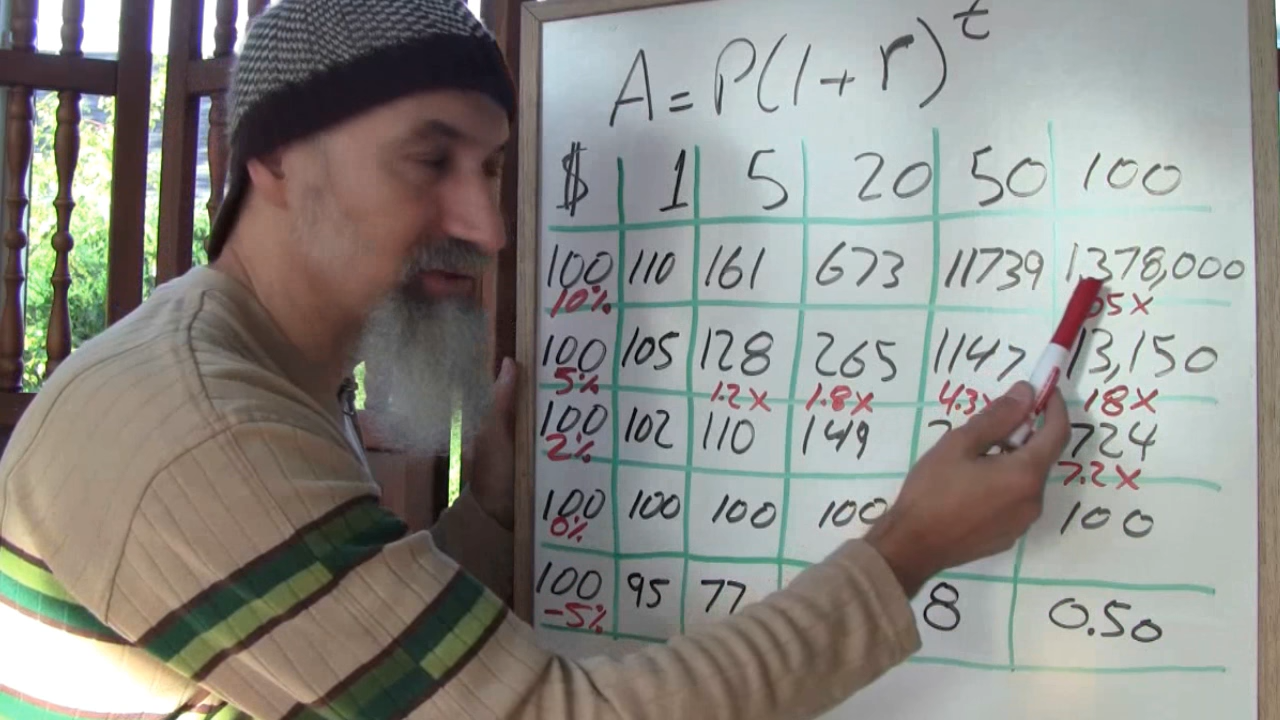 A = P(1+r)^t
$ 1 5 20 50 100
100 110 161 673 11739 1378,000
10% 05x
100 105 128 265 1147 13,150
5% 1.2x 1.8x 4.3x 18x
100 102 110 149 724
2% 7.2x
100 100 100 100 100
0%
100 95 77 8 0.50
-5%